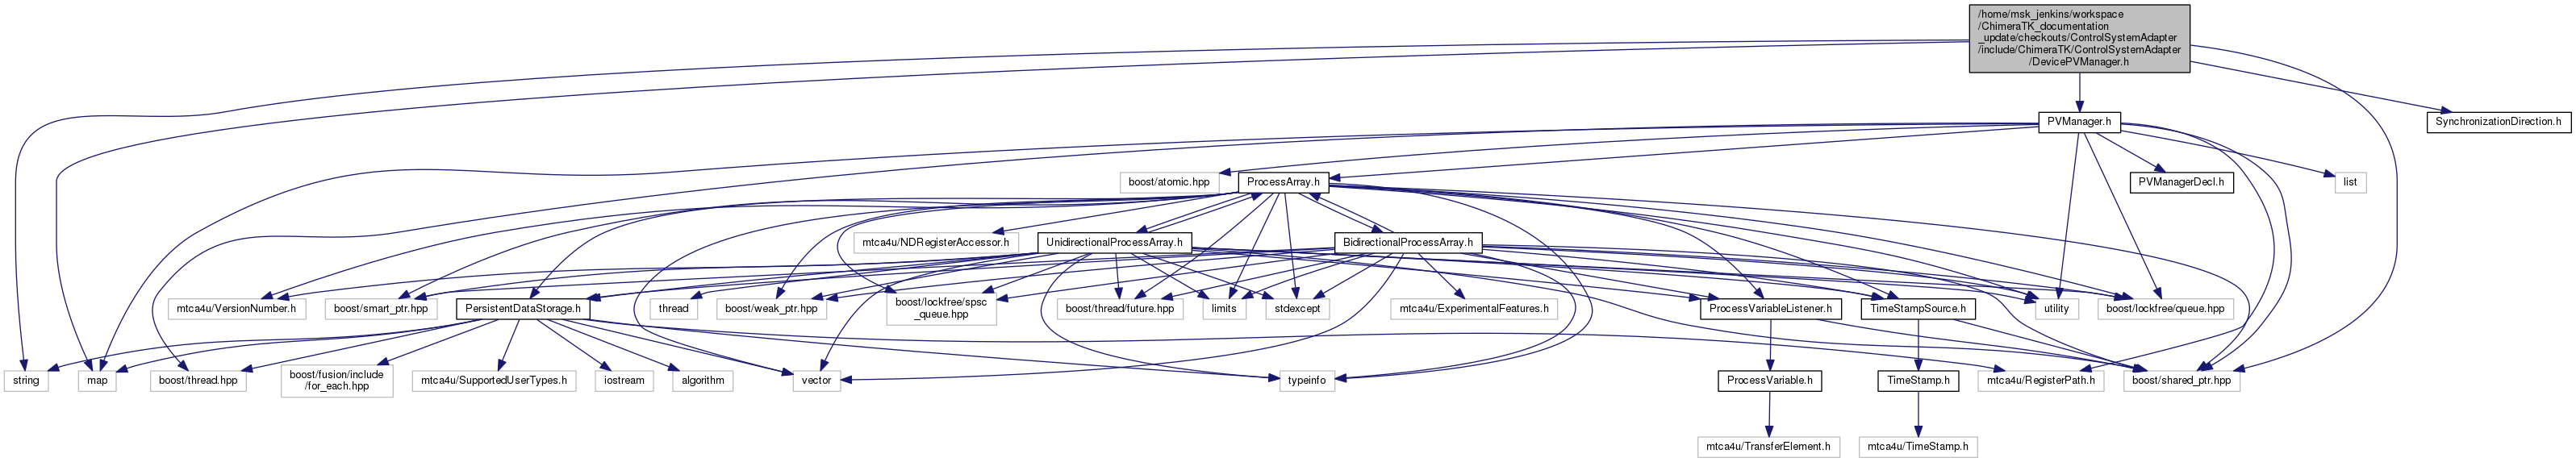 /home/msk_jenkins/workspace
/ChimeraTK_documentation
_update/checkouts/ControlSystemAdapter
/include/ChimeraTK/ControlSystemAdapter
/DevicePVManager.h
PVManager.h
SynchronizationDirection.h
boost/atomic.hpp
ProcessArray.h
PVManagerDecl.h
list
mtca4u/NDRegisterAccessor.h
UnidirectionalProcessArray.h
BidirectionalProcessArray.h
mtca4u/VersionNumber.h
boost/smart_ptr.hpp
PersistentDataStorage.h
thread
boost/weak_ptr.hpp
boost/lockfree/spsc
_queue.hpp
boost/thread/future.hpp
limits
stdexcept
mtca4u/ExperimentalFeatures.h
ProcessVariableListener.h
TimeStampSource.h
utility
boost/lockfree/queue.hpp
string
map
boost/thread.hpp
boost/fusion/include
/for_each.hpp
mtca4u/SupportedUserTypes.h
iostream
algorithm
vector
typeinfo
ProcessVariable.h
TimeStamp.h
mtca4u/RegisterPath.h
boost/shared_ptr.hpp
mtca4u/TransferElement.h
mtca4u/TimeStamp.h